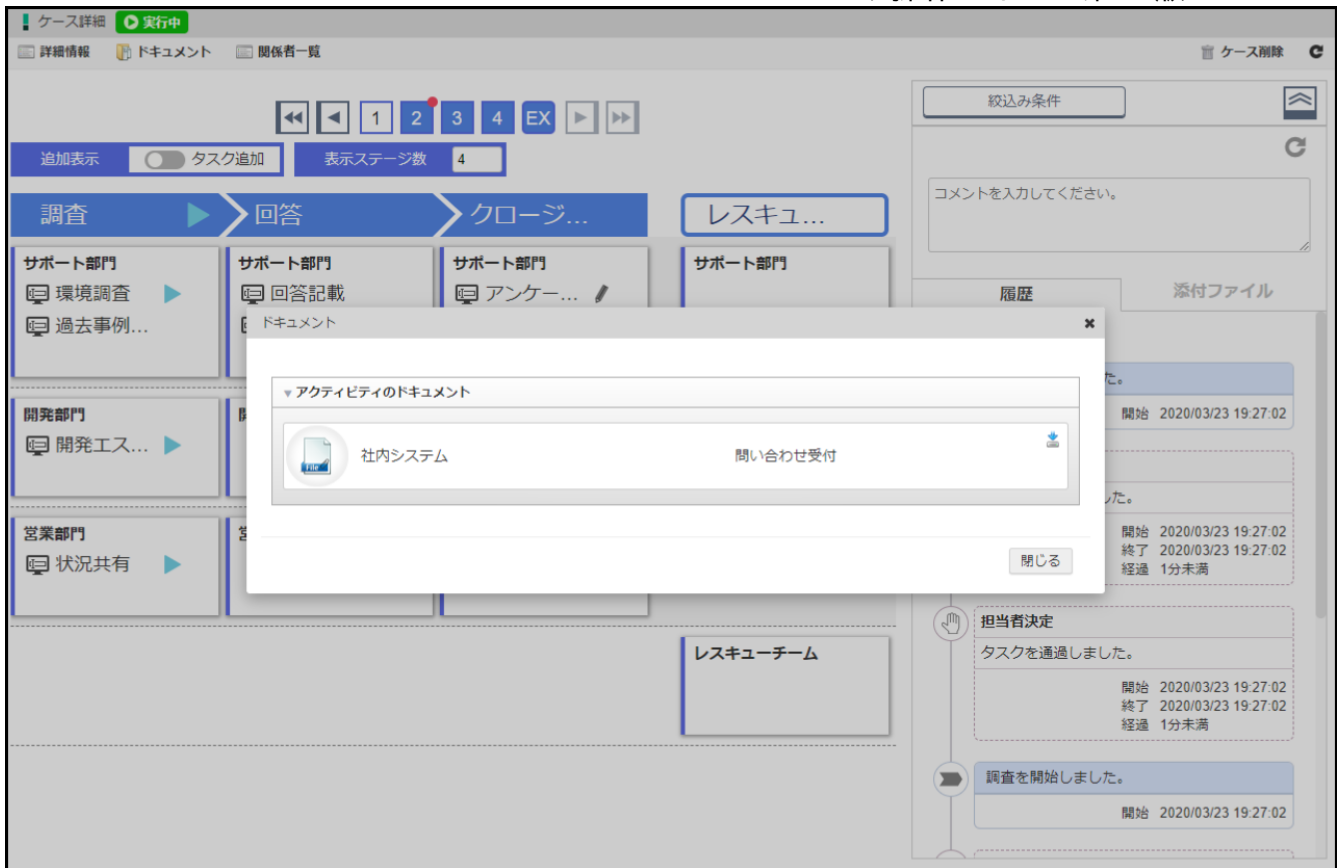 ケース詳細 実行中
詳細情報 ドキュメント 関係者一覧 ケース削除
1 2 3 4 EX
追加表示 タスク追加 表示ステージ数 4
調査 回答 クロージ... レスキュ...
サポート部門 サポート部門 サポート部門 サポート部門
環境調査 回答記載 アンケー...
過去事例...
開発部門
開発エス...
営業部門
状況共有
レスキューチーム
ドキュメント
アクティビティのドキュメント
File 社内システム 問い合わせ受付
閉じる
絞込み条件
コメントを入力してください。
履歴 添付ファイル
た。
開始 2020/03/23 19:27:02
した。
開始 2020/03/23 19:27:02
終了 2020/03/23 19:27:02
経過 1分未満
担当者決定
タスクを通過しました。
開始 2020/03/23 19:27:02
終了 2020/03/23 19:27:02
経過 1分未満
調査を開始しました。
開始 2020/03/23 19:27:02